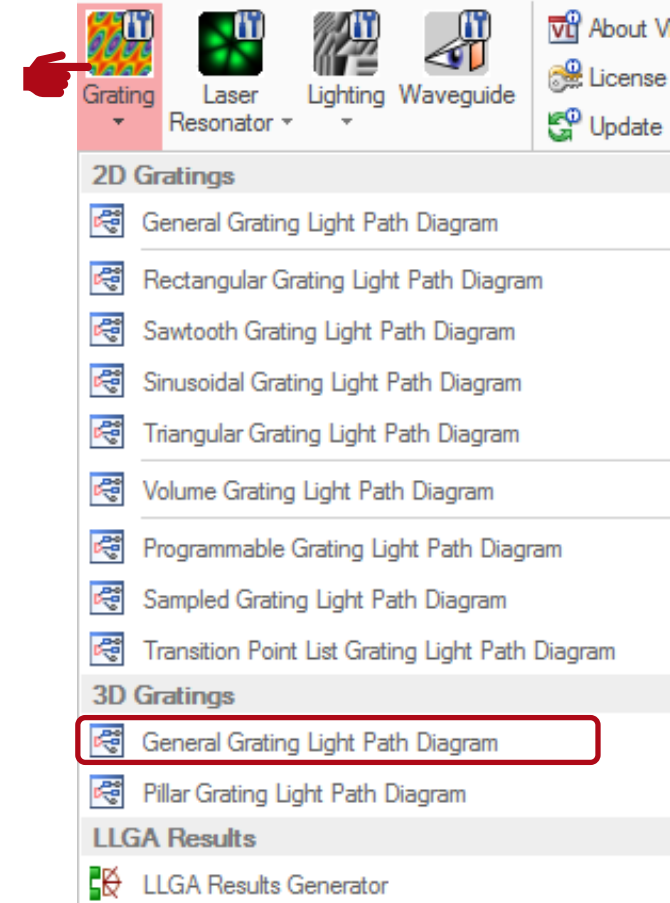 Grating
Laser
Resonator
Lighting
Waveguide
About
License
Update
2D Gratings
General Grating Light Path Diagram
Rectangular Grating Light Path Diagram
Sawtooth Grating Light Path Diagram
Sinusoidal Grating Light Path Diagram
Triangular Grating Light Path Diagram
Volume Grating Light Path Diagram
Programmable Grating Light Path Diagram
Sampled Grating Light Path Diagram
Transition Point List Grating Light Path Diagram
3D Gratings
General Grating Light Path Diagram
Pillar Grating Light Path Diagram
LLGA Results
LLGA Results Generator